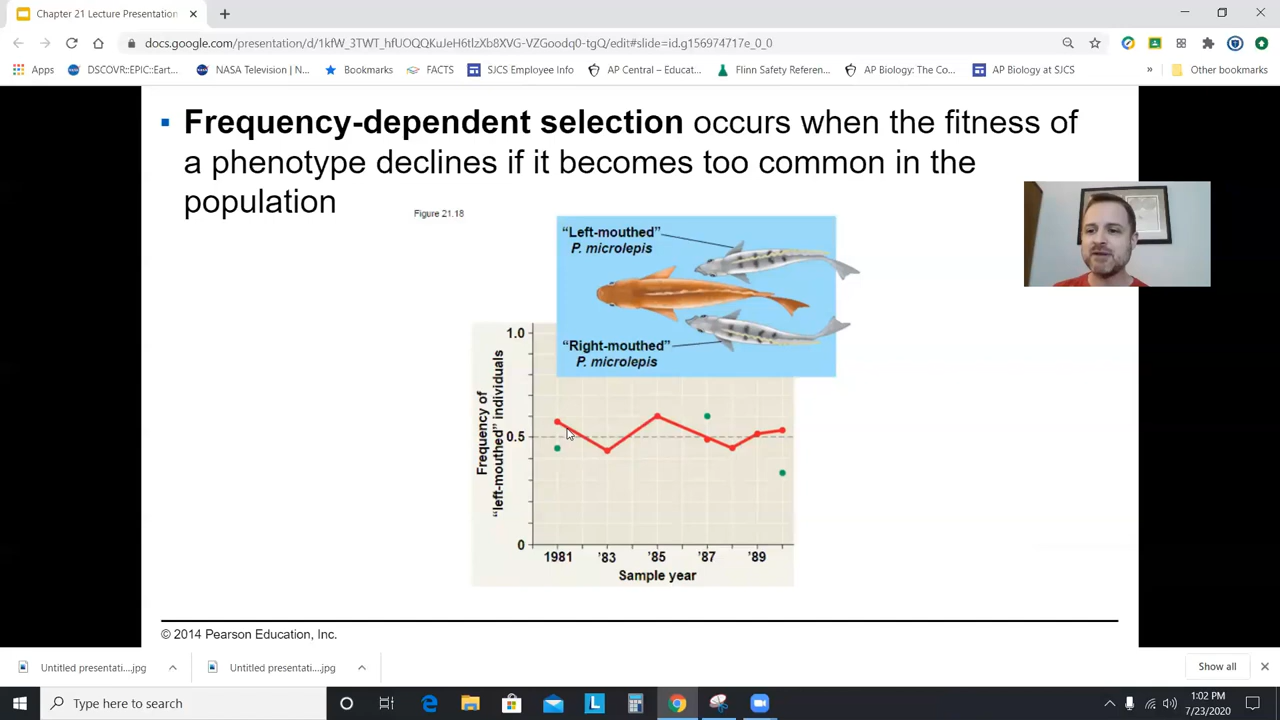 Chapter 21 Lecture Presentation
docs.google.com/presentation/d/1kfW_3TWT_hfUOQCKuJeH6tlzXb8XVG-VZGoodq0-tgQ/edit#slide=id.g156974717e_0_0
Apps
DSCOVR::EPIC::Eart...
NASA Television | N...
Bookmarks
FACTS
SJCS Employee Info
AP Central – Educat...
Flinn Safety Referen...
AP Biology: The Co...
AP Biology at SJCS
»
Other bookmarks
▪ Frequency-dependent selection occurs when the fitness of
a phenotype declines if it becomes too common in the
population
Figure 21.18
“Left-mouthed”
P. microlepis
“Right-mouthed”
P. microlepis
1.0
0.5
0
Frequency of
“left-mouthed” individuals
1981 ’83 ’85 ’87 ’89
Sample year
© 2014 Pearson Education, Inc.
Untitled presentati....jpg
Untitled presentati....jpg
Show all
Type here to search
1:02 PM
7/23/2020